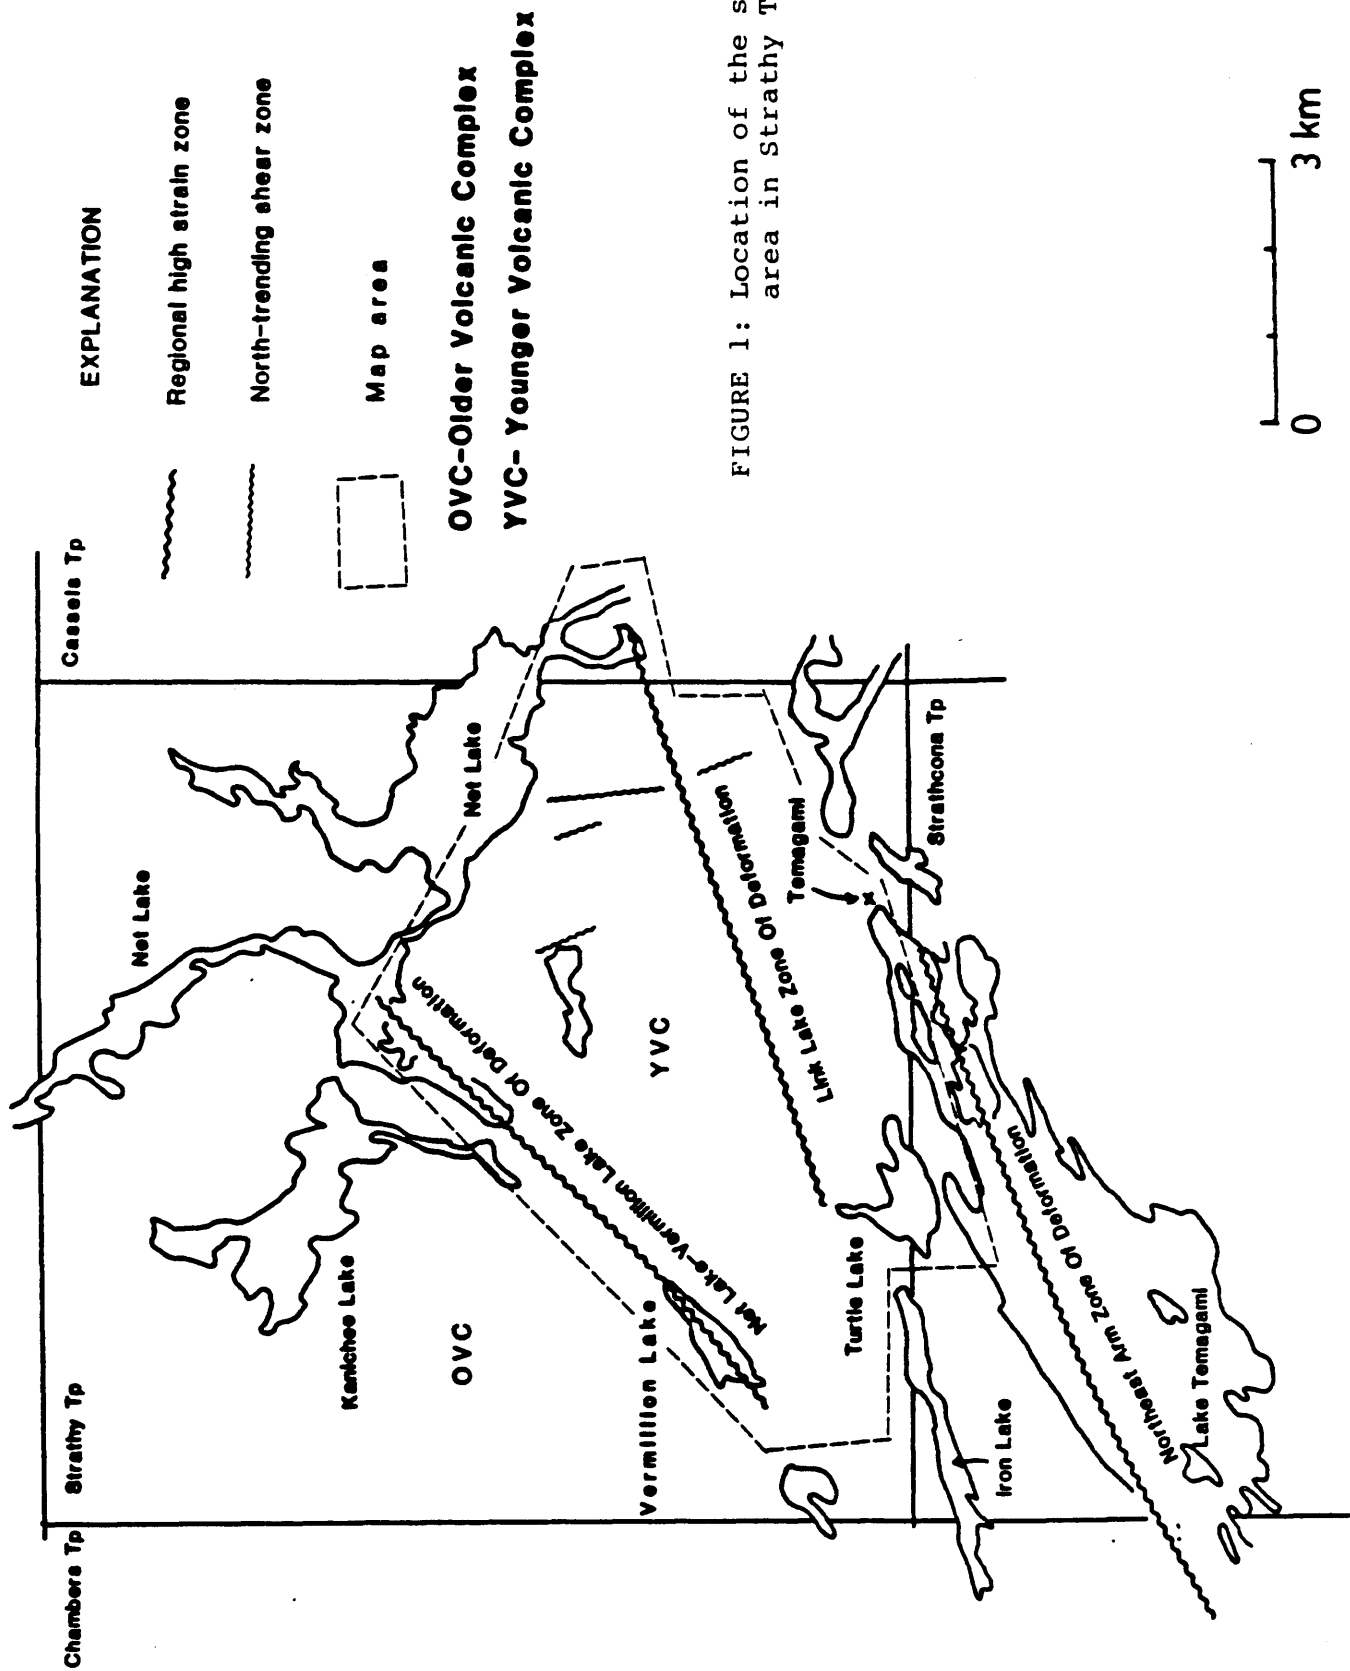 Chambers Tp
Strathy Tp
Cassels Tp
Net Lake
Net Lake
Kanichee Lake
OVC
Net Lake-Vermillion Lake Zone Of Deformation
YVC
Vermillion Lake
Link Lake Zone Of Deformation
Temagami
Turtle Lake
Strathcona Tp
Iron Lake
Northeast Arm Zone Of Deformation
Lake Temagami
EXPLANATION
Regional high strain zone
North-trending shear zone
Map area
OVC-Older Volcanic Complex
YVC- Younger Volcanic Complex
FIGURE 1: Location of the s
area in Strathy T
0 3 km